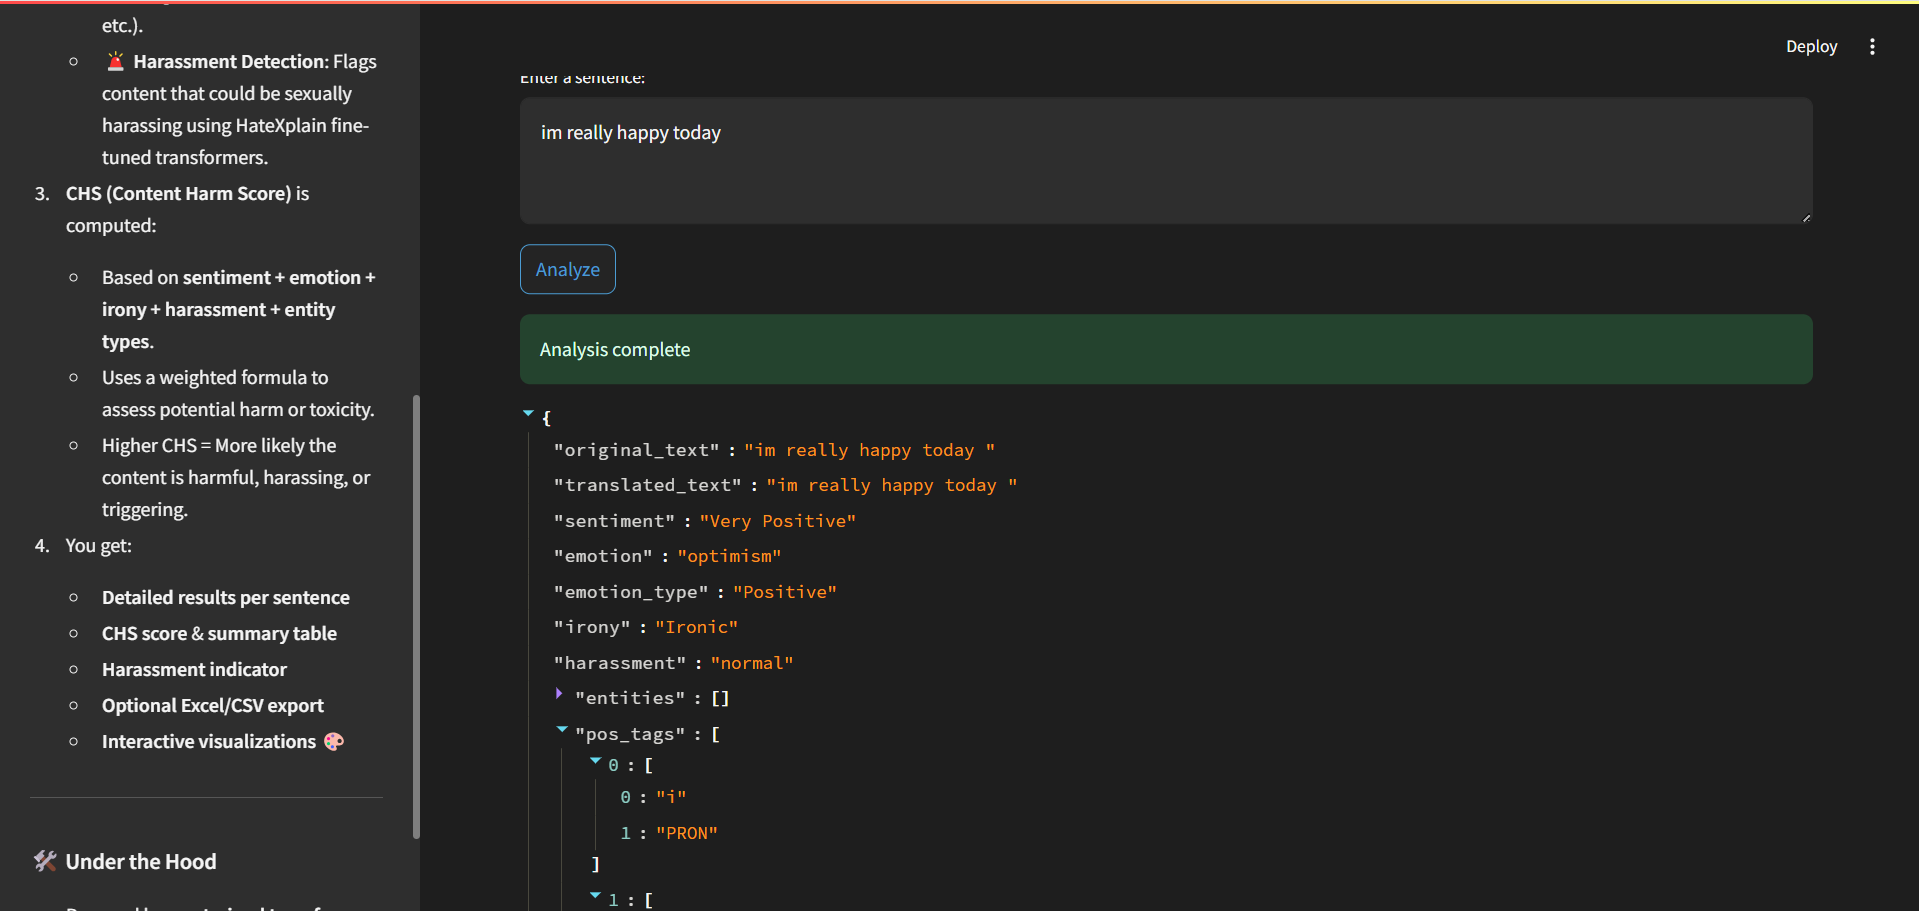 etc.).
🚨 Harassment Detection: Flags
content that could be sexually
harassing using HateXplain fine-
tuned transformers.
3. CHS (Content Harm Score) is
computed:
Based on sentiment + emotion +
irony + harassment + entity
types.
Uses a weighted formula to
assess potential harm or toxicity.
Higher CHS = More likely the
content is harmful, harassing, or
triggering.
4. You get:
Detailed results per sentence
CHS score & summary table
Harassment indicator
Optional Excel/CSV export
Interactive visualizations 🎨
🛠️ Under the Hood
Deploy
Enter a sentence:
im really happy today
Analyze
Analysis complete
{
"original_text" : "im really happy today "
"translated_text" : "im really happy today "
"sentiment" : "Very Positive"
"emotion" : "optimism"
"emotion_type" : "Positive"
"irony" : "Ironic"
"harassment" : "normal"
"entities" : []
"pos_tags" : [
0 : [
0 : "i"
1 : "PRON"
]
1 : [